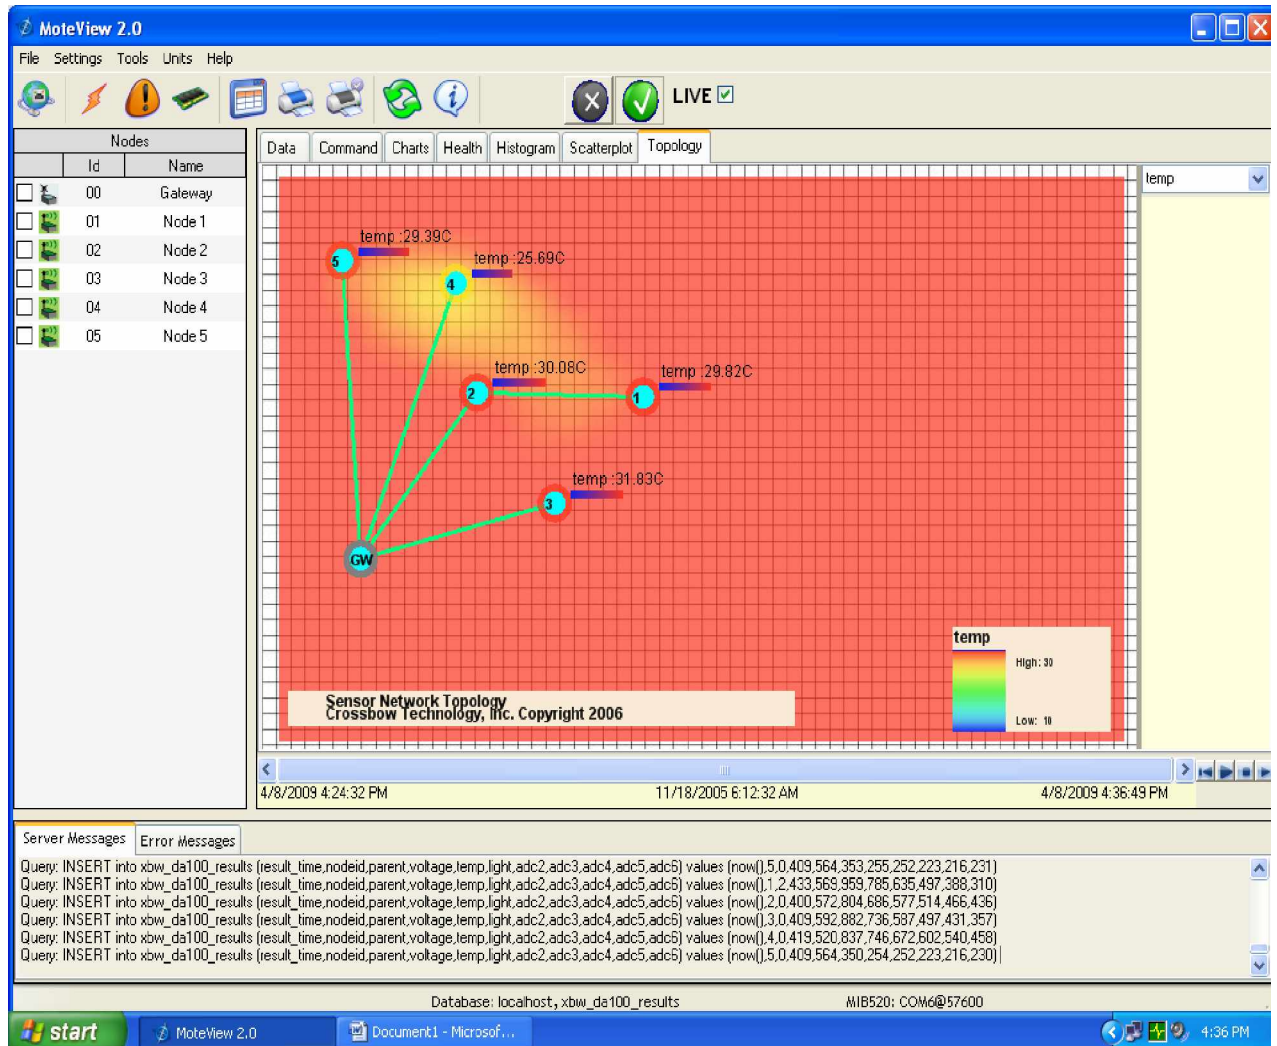 MoteView 2.0
File Settings Tools Units Help
LIVE
Nodes
Id Name
00 Gateway
01 Node 1
02 Node 2
03 Node 3
04 Node 4
05 Node 5
Data Command Charts Health Histogram Scatterplot Topology
temp
temp :29.39C
5
temp :25.69C
4
temp :30.08C
2
temp :29.82C
1
temp :31.83C
3
GW
temp
High: 30
Low: 10
Sensor Network Topology
Crossbow Technology, Inc. Copyright 2006
4/8/2009 4:24:32 PM 11/18/2005 6:12:32 AM 4/8/2009 4:36:49 PM
Server Messages Error Messages
Query: INSERT into xbw_da100_results (result_time,nodeid,parent,voltage,temp,light,adc2,adc3,adc4,adc5,adc6) values (now(),5,0,409,564,353,255,252,223,216,231)
Query: INSERT into xbw_da100_results (result_time,nodeid,parent,voltage,temp,light,adc2,adc3,adc4,adc5,adc6) values (now(),1,2,433,569,959,785,635,497,388,310)
Query: INSERT into xbw_da100_results (result_time,nodeid,parent,voltage,temp,light,adc2,adc3,adc4,adc5,adc6) values (now(),2,0,400,572,804,686,577,514,466,436)
Query: INSERT into xbw_da100_results (result_time,nodeid,parent,voltage,temp,light,adc2,adc3,adc4,adc5,adc6) values (now(),3,0,409,592,882,736,587,497,431,357)
Query: INSERT into xbw_da100_results (result_time,nodeid,parent,voltage,temp,light,adc2,adc3,adc4,adc5,adc6) values (now(),4,0,419,520,837,746,672,602,540,458)
Query: INSERT into xbw_da100_results (result_time,nodeid,parent,voltage,temp,light,adc2,adc3,adc4,adc5,adc6) values (now(),5,0,409,564,350,254,252,223,216,230)
Database: localhost, xbw_da100_results MIB520: COM6@57600
start MoteView 2.0 Document1 - Microsof... 4:36 PM